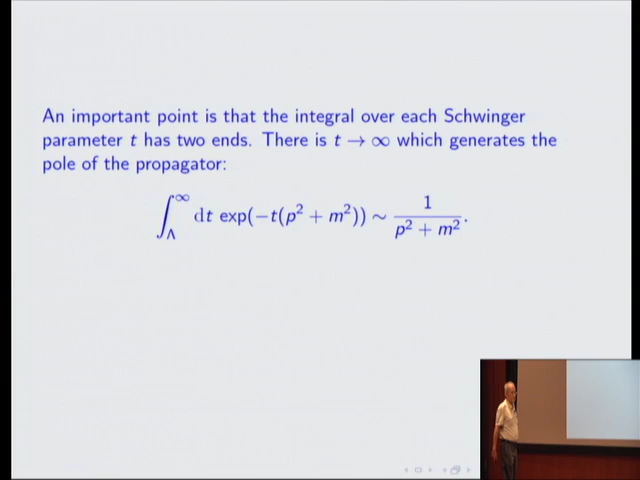 An important point is that the integral over each Schwinger
parameter t has two ends. There is t → ∞ which generates the
pole of the propagator:
∫_Λ^∞ dt exp(−t(p² + m²)) ∼ 1/(p² + m²).